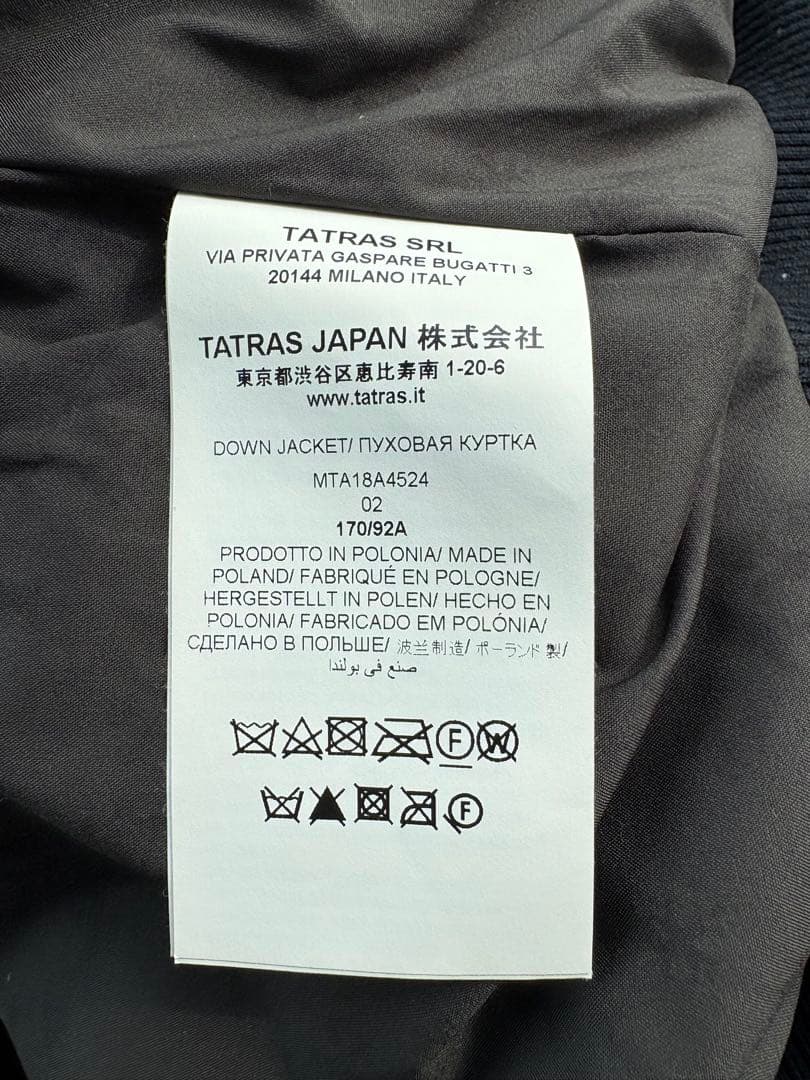 TATRAS SRL
VIA PRIVATA GASPARE BUGATTI 3
20144 MILANO ITALY
TATRAS JAPAN 株式会社
東京都渋谷区恵比寿南 1-20-6
www.tatras.it
DOWN JACKET/ ПУХОВАЯ КУРТКА
MTA18A4524
02
170/92A
PRODOTTO IN POLONIA/ MADE IN
POLAND/ FABRIQUÉ EN POLOGNE/
HERGESTELLT IN POLEN/ HECHO EN
POLONIA/ FABRICADO EM POLÓNIA/
СДЕЛАНО В ПОЛЬШЕ/ 波兰制造/ ポーランド 製/
صنع في بولندا
F W
F